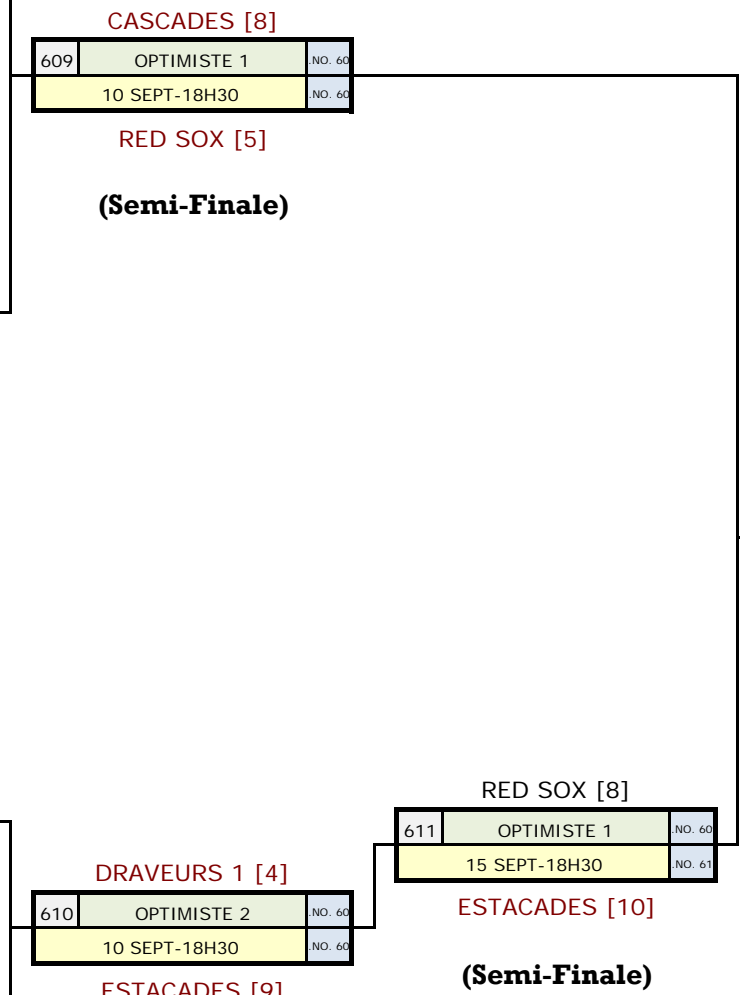 CASCADES [8]
609 OPTIMISTE 1 .NO. 60
10 SEPT-18H30 .NO. 60
RED SOX [5]
(Semi-Finale)
RED SOX [8]
611 OPTIMISTE 1 .NO. 60
15 SEPT-18H30 .NO. 61
ESTACADES [10]
(Semi-Finale)
DRAVEURS 1 [4]
610 OPTIMISTE 2 .NO. 60
10 SEPT-18H30 .NO. 60
ESTACADES [9]